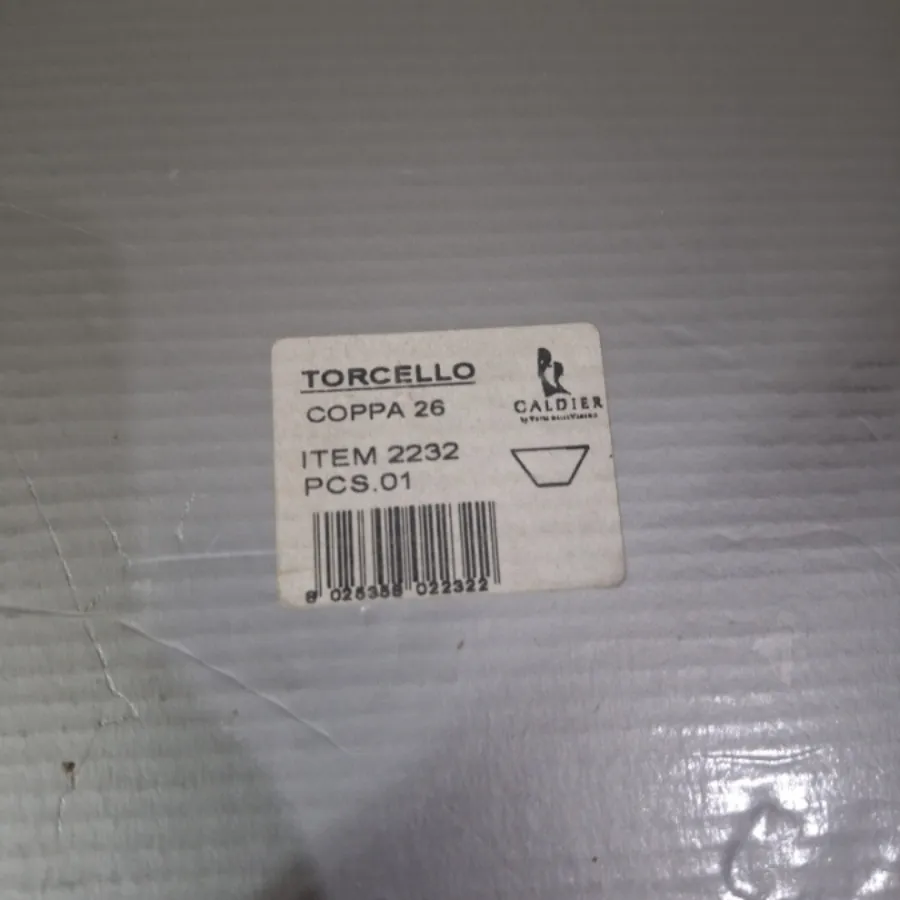 TORCELLO
COPPA 26
ITEM 2232
PCS.01
8 025358 022322
CALDIER